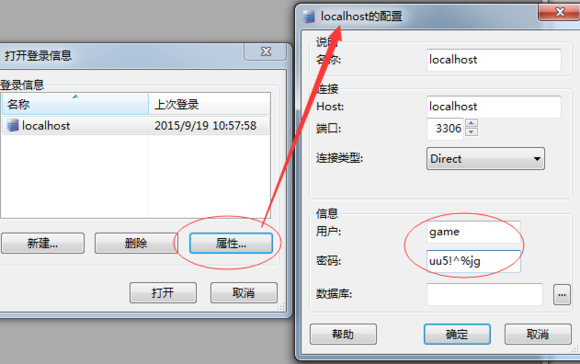 打开登录信息
登录信息
名称 上次登录
localhost 2015/9/19 10:57:58
新建... 删除 属性...
打开 取消
localhost的配置
说明
名称: localhost
连接
Host: localhost
端口: 3306
连接类型: Direct
信息
用户: game
密码: uu5!^%jg
数据库: ...
帮助 确定 取消